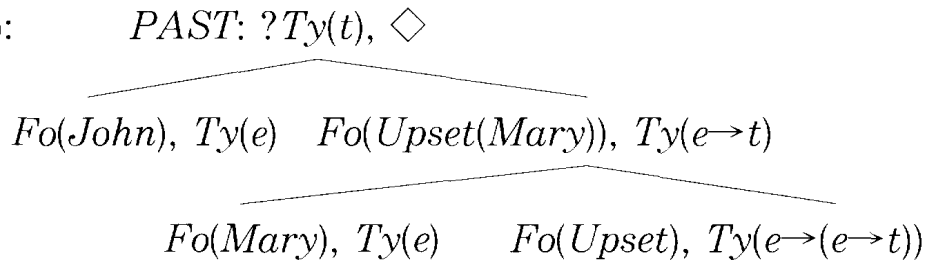 : PAST: ?Ty(t), ◇
Fo(John), Ty(e) Fo(Upset(Mary)), Ty(e→t)
Fo(Mary), Ty(e) Fo(Upset), Ty(e→(e→t))